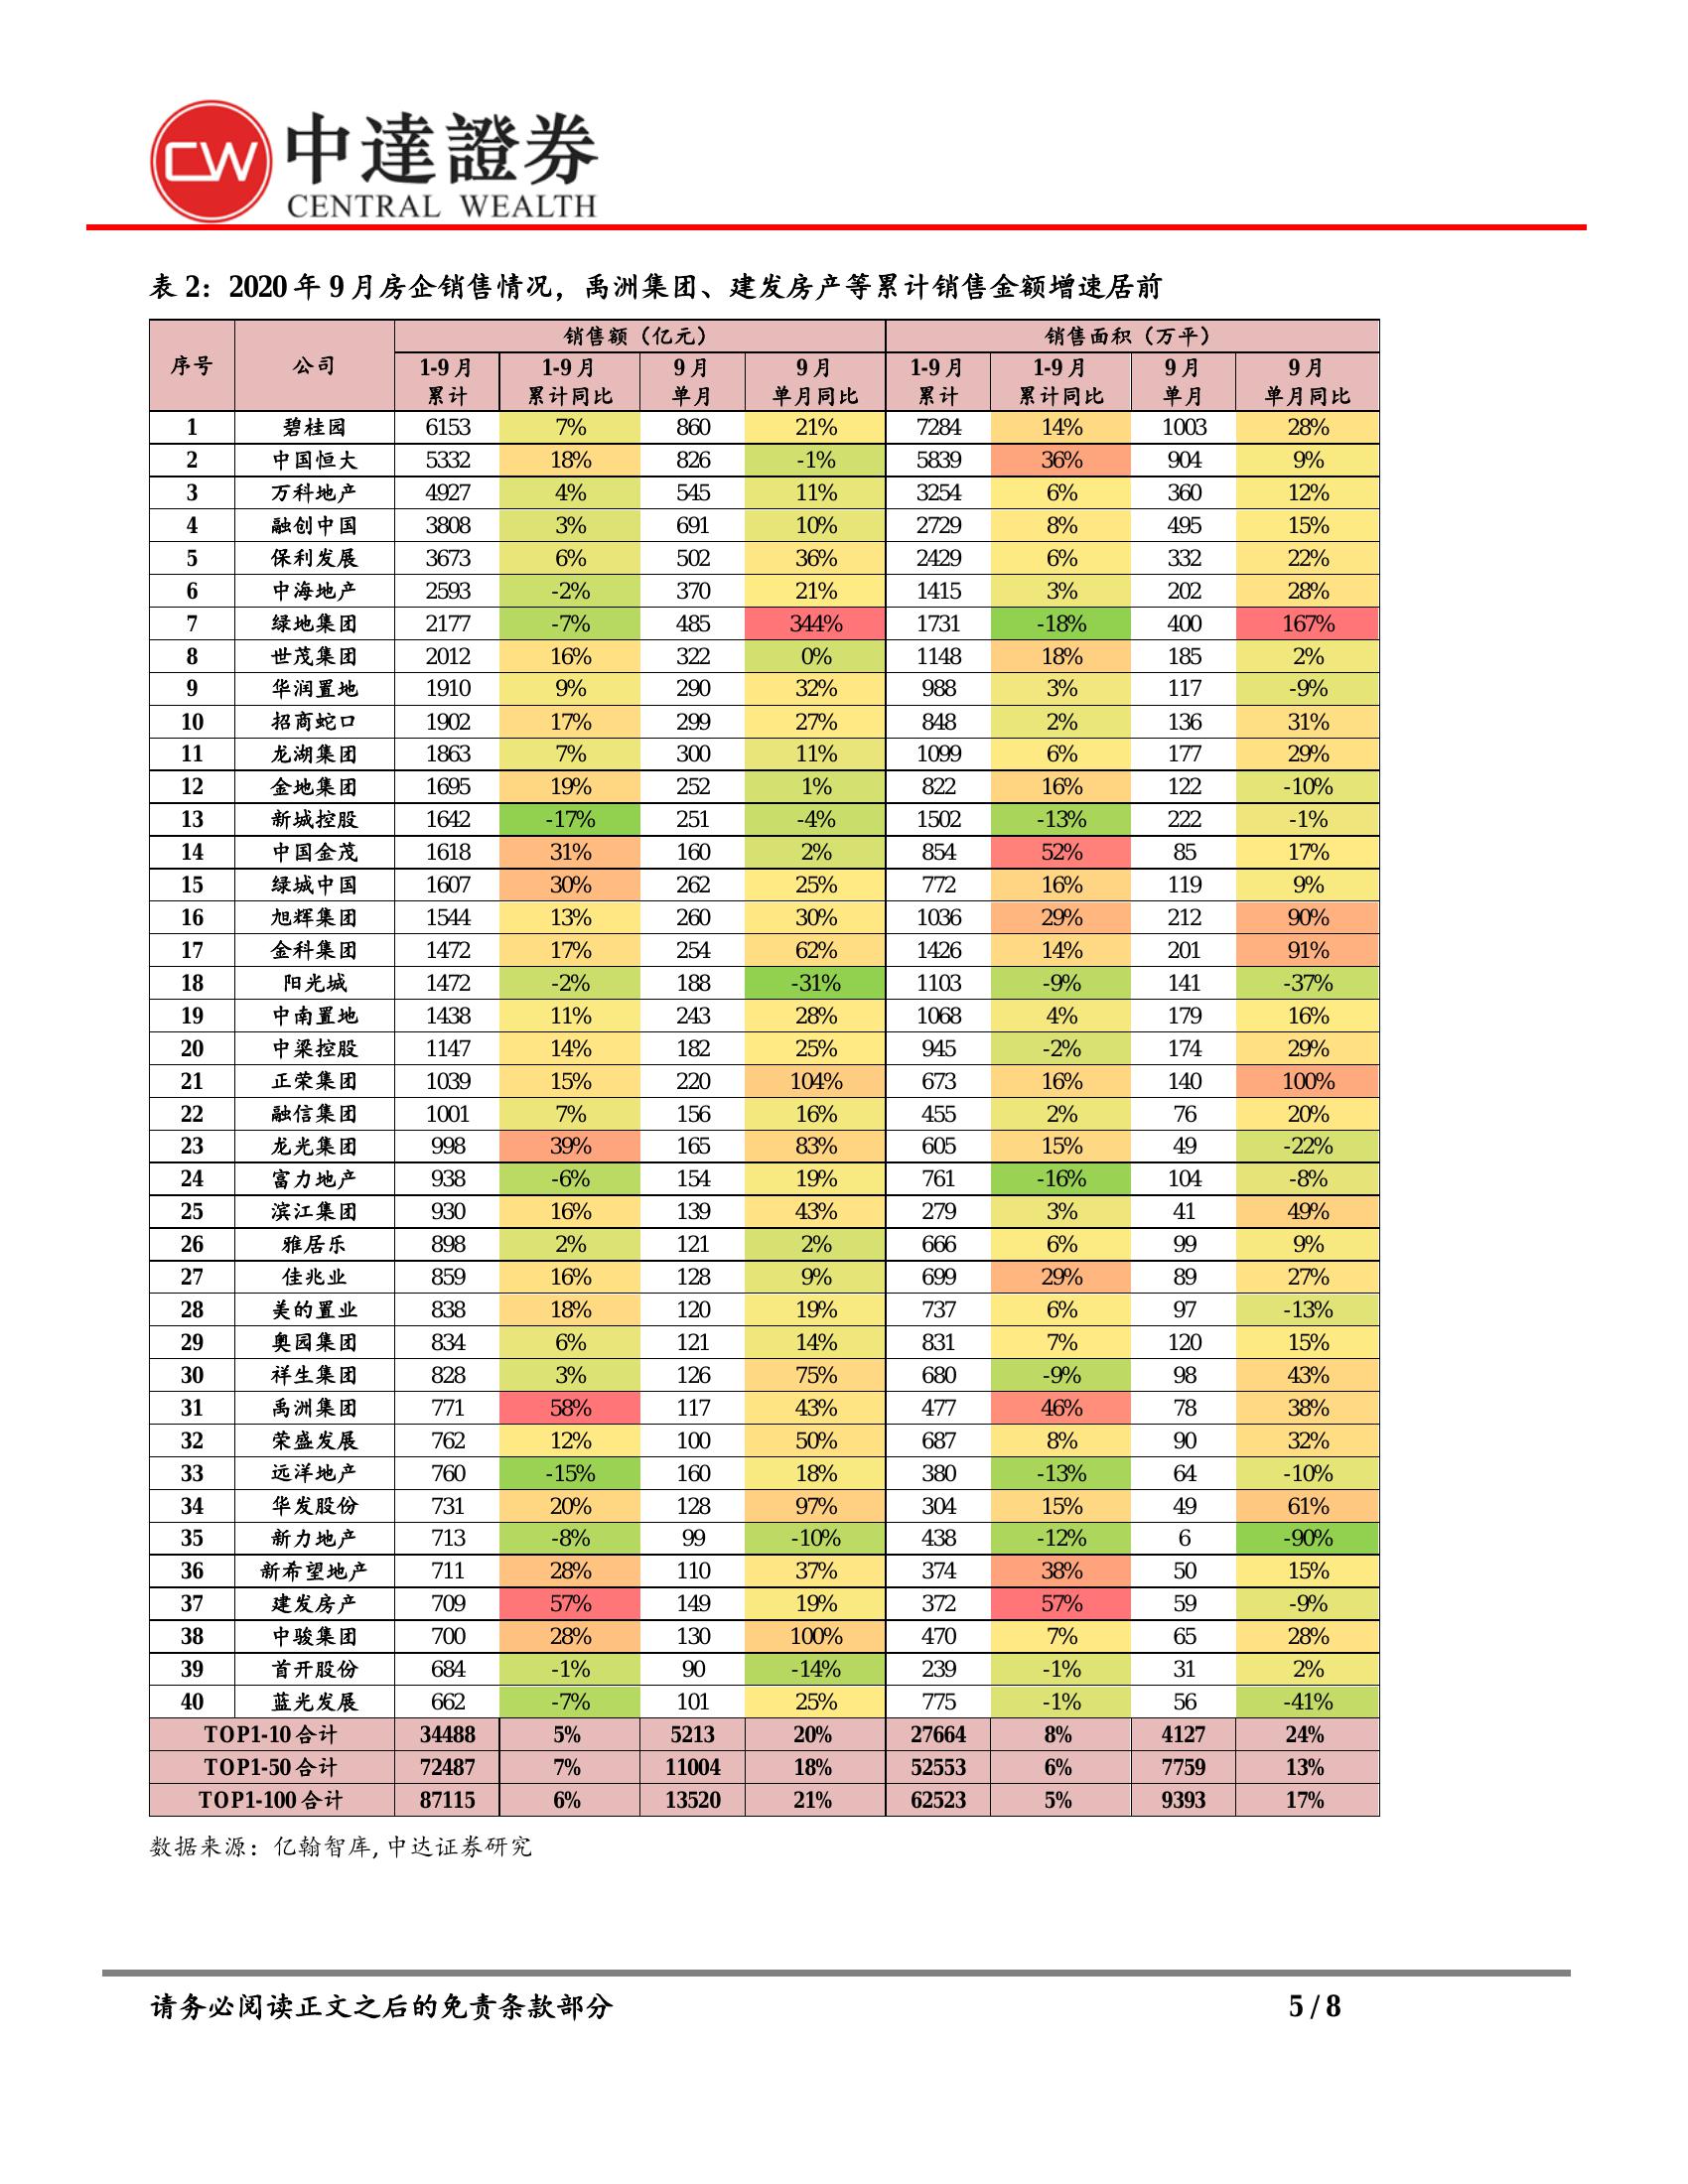 CW 中達證券
CENTRAL WEALTH
表 2：2020 年 9 月房企销售情况，禹洲集团、建发房产等累计销售金额增速居前
序号 公司 销售额（亿元） 销售面积（万平）
1-9 月 1-9 月 9 月 9 月 1-9 月 1-9 月 9 月 9 月
累计 累计同比 单月 单月同比 累计 累计同比 单月 单月同比
1 碧桂园 6153 7% 860 21% 7284 14% 1003 28%
2 中国恒大 5332 18% 826 -1% 5839 36% 904 9%
3 万科地产 4927 4% 545 11% 3254 6% 360 12%
4 融创中国 3808 3% 691 10% 2729 8% 495 15%
5 保利发展 3673 6% 502 36% 2429 6% 332 22%
6 中海地产 2593 -2% 370 21% 1415 3% 202 28%
7 绿地集团 2177 -7% 485 344% 1731 -18% 400 167%
8 世茂集团 2012 16% 322 0% 1148 18% 185 2%
9 华润置地 1910 9% 290 32% 988 3% 117 -9%
10 招商蛇口 1902 17% 299 27% 848 2% 136 31%
11 龙湖集团 1863 7% 300 11% 1099 6% 177 29%
12 金地集团 1695 19% 252 1% 822 16% 122 -10%
13 新城控股 1642 -17% 251 -4% 1502 -13% 222 -1%
14 中国金茂 1618 31% 160 2% 854 52% 85 17%
15 绿城中国 1607 30% 262 25% 772 16% 119 9%
16 旭辉集团 1544 13% 260 30% 1036 29% 212 90%
17 金科集团 1472 17% 254 62% 1426 14% 201 91%
18 阳光城 1472 -2% 188 -31% 1103 -9% 141 -37%
19 中南置地 1438 11% 243 28% 1068 4% 179 16%
20 中梁控股 1147 14% 182 25% 945 -2% 174 29%
21 正荣集团 1039 15% 220 104% 673 16% 140 100%
22 融信集团 1001 7% 156 16% 455 2% 76 20%
23 龙光集团 998 39% 165 83% 605 15% 49 -22%
24 富力地产 938 -6% 154 19% 761 -16% 104 -8%
25 滨江集团 930 16% 139 43% 279 3% 41 49%
26 雅居乐 898 2% 121 2% 666 6% 99 9%
27 佳兆业 859 16% 128 9% 699 29% 89 27%
28 美的置业 838 18% 120 19% 737 6% 97 -13%
29 奥园集团 834 6% 121 14% 831 7% 120 15%
30 祥生集团 828 3% 126 75% 680 -9% 98 43%
31 禹洲集团 771 58% 117 43% 477 46% 78 38%
32 荣盛发展 762 12% 100 50% 687 8% 90 32%
33 远洋地产 760 -15% 160 18% 380 -13% 64 -10%
34 华发股份 731 20% 128 97% 304 15% 49 61%
35 新力地产 713 -8% 99 -10% 438 -12% 6 -90%
36 新希望地产 711 28% 110 37% 374 38% 50 15%
37 建发房产 709 57% 149 19% 372 57% 59 -9%
38 中骏集团 700 28% 130 100% 470 7% 65 28%
39 首开股份 684 -1% 90 -14% 239 -1% 31 2%
40 蓝光发展 662 -7% 101 25% 775 -1% 56 -41%
TOP1-10 合计 34488 5% 5213 20% 27664 8% 4127 24%
TOP1-50 合计 72487 7% 11004 18% 52553 6% 7759 13%
TOP1-100 合计 87115 6% 13520 21% 62523 5% 9393 17%
数据来源：亿翰智库, 中达证券研究
请务必阅读正文之后的免责条款部分 5 / 8